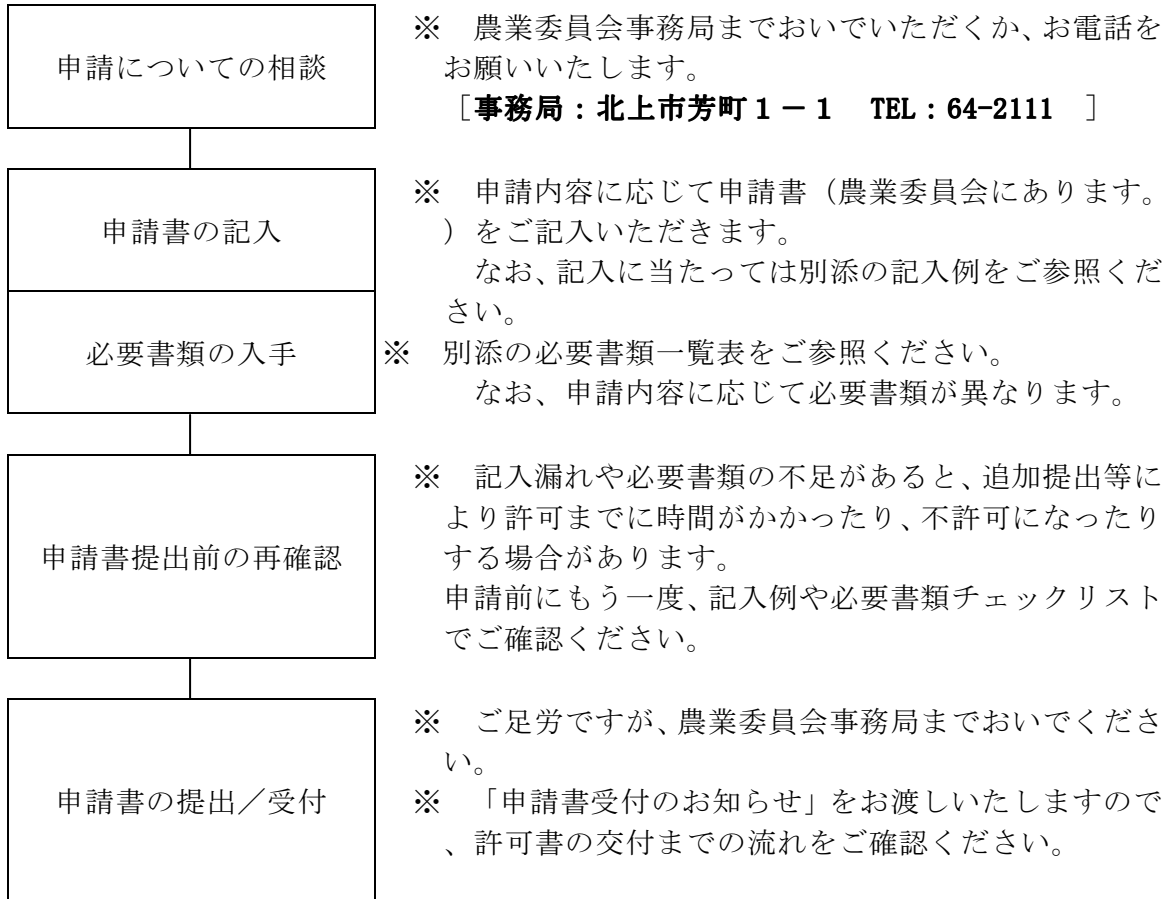 申請についての相談
※　農業委員会事務局までおいでいただくか、お電話を
お願いいたします。
［事務局：北上市芳町１－１　TEL：64-2111　］
申請書の記入
※　申請内容に応じて申請書（農業委員会にあります。
）をご記入いただきます。
なお、記入に当たっては別添の記入例をご参照くだ
さい。
必要書類の入手
※　別添の必要書類一覧表をご参照ください。
なお、申請内容に応じて必要書類が異なります。
申請書提出前の再確認
※　記入漏れや必要書類の不足があると、追加提出等に
より許可までに時間がかかったり、不許可になったり
する場合があります。
申請前にもう一度、記入例や必要書類チェックリスト
でご確認ください。
申請書の提出／受付
※　ご足労ですが、農業委員会事務局までおいでくださ
い。
※　「申請書受付のお知らせ」をお渡しいたしますので
、許可書の交付までの流れをご確認ください。